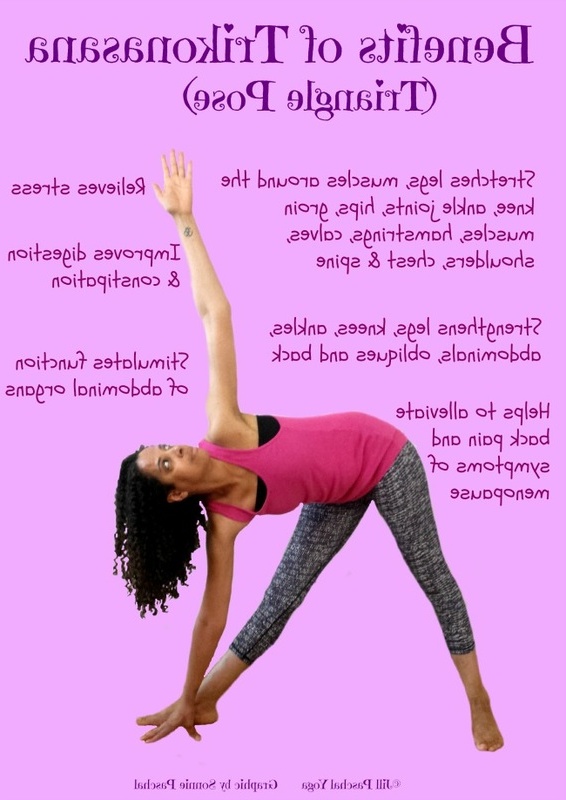 Benefits of Trikonasana
(Triangle Pose)
Stretches legs, muscles around the
knee, ankle joints, hips, groin
muscles, hamstrings, calves,
shoulders, chest & spine
Strengthens legs, knees, ankles,
abdominals, obliques and back
Helps to alleviate
back pain and
symptoms of
menopause
Relieves stress
Improves digestion
& constipation
Stimulates function
of abdominal organs
©Jill Paschal Yoga Graphic by Sonnie Paschal